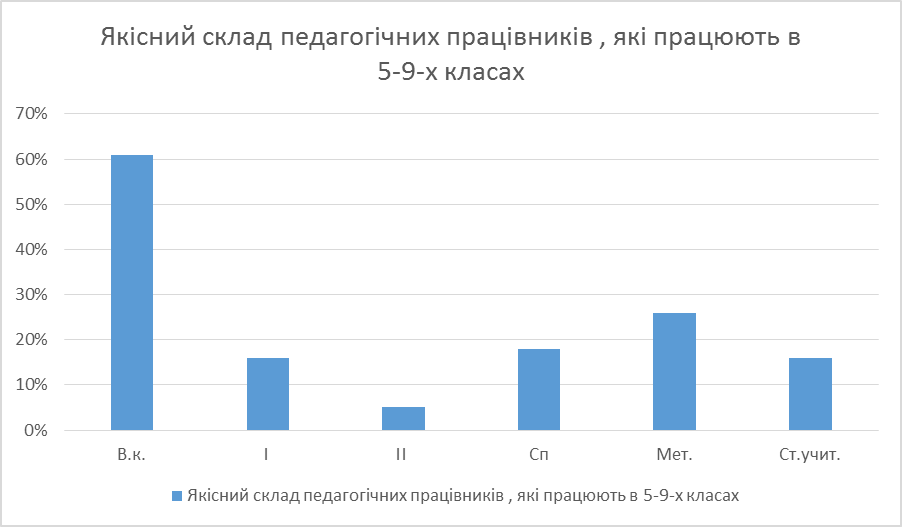 Якісний склад педагогічних працівників , які працюють в
5-9-х класах
70%
60%
50%
40%
30%
20%
10%
0%
В.к.
І
ІІ
Сп
Мет.
Ст.учит.
Якісний склад педагогічних працівників , які працюють в 5-9-х класах